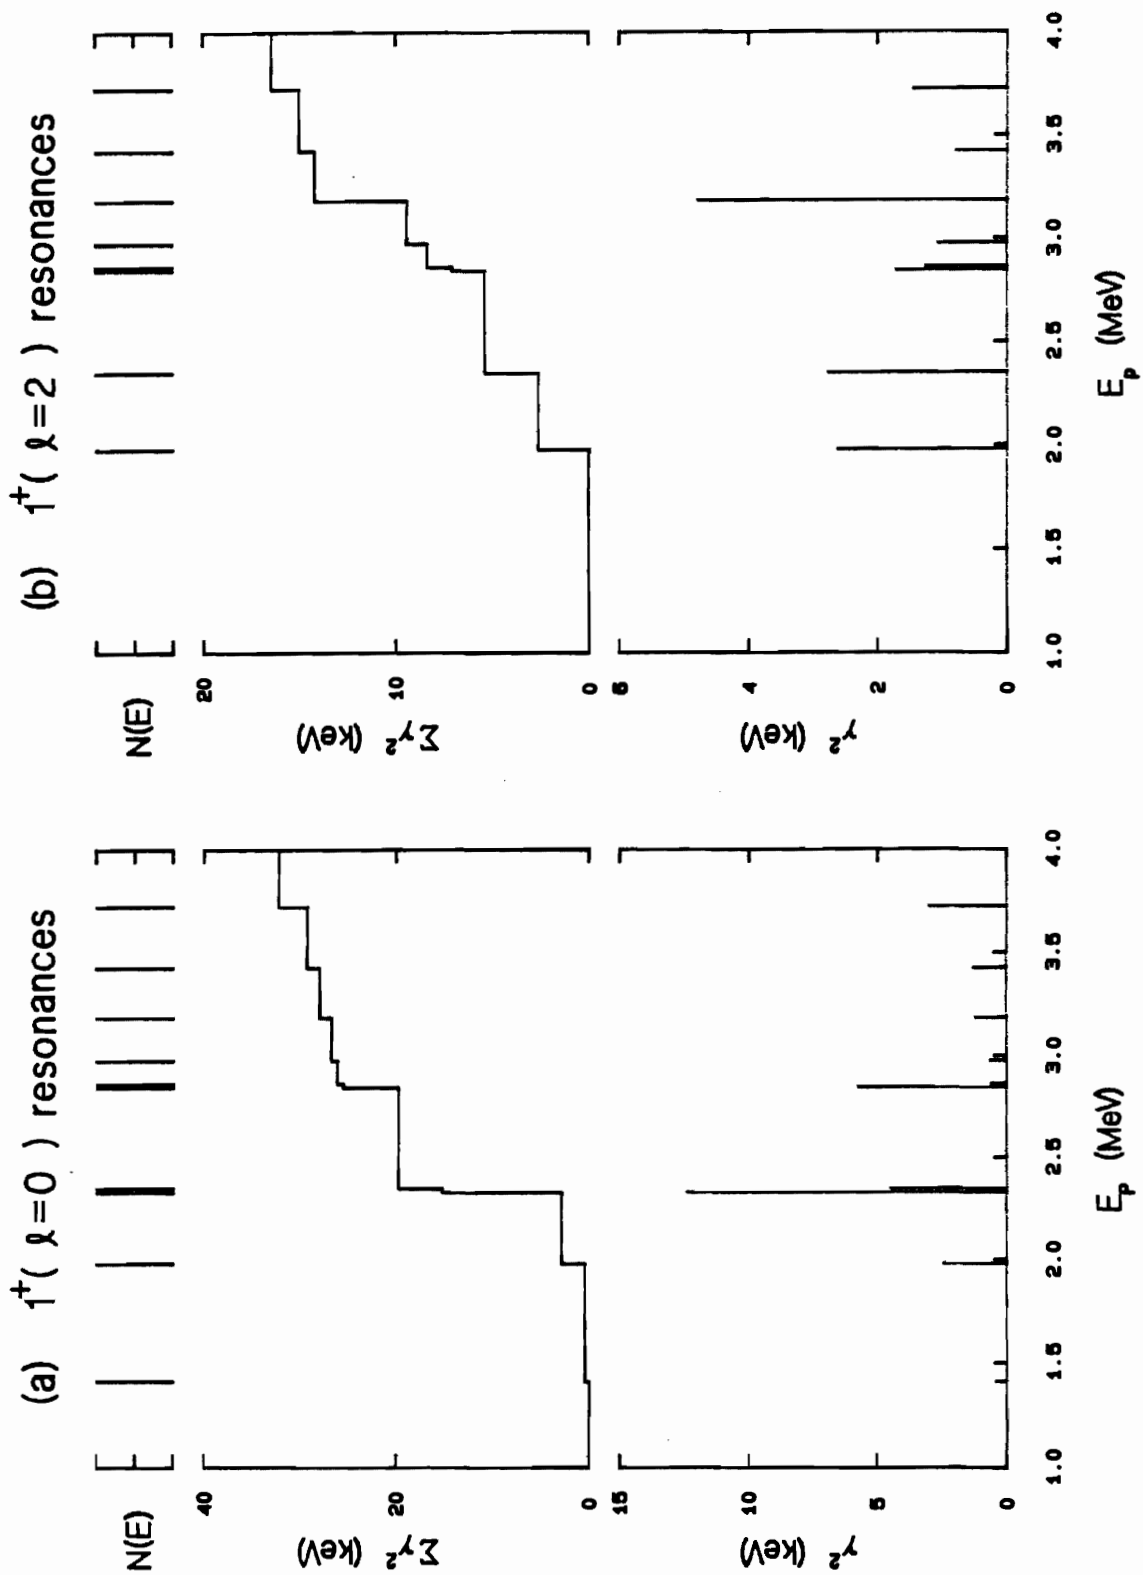 (a) 1⁺( ℓ=0 ) resonances
N(E)
Σγ² (keV)
40
20
0
γ² (keV)
15
10
5
0
1.0 1.5 2.0 2.5 3.0 3.5 4.0
Eₚ (MeV)
(b) 1⁺( ℓ=2 ) resonances
N(E)
Σγ² (keV)
20
10
0
γ² (keV)
6
4
2
0
1.0 1.5 2.0 2.5 3.0 3.5 4.0
Eₚ (MeV)